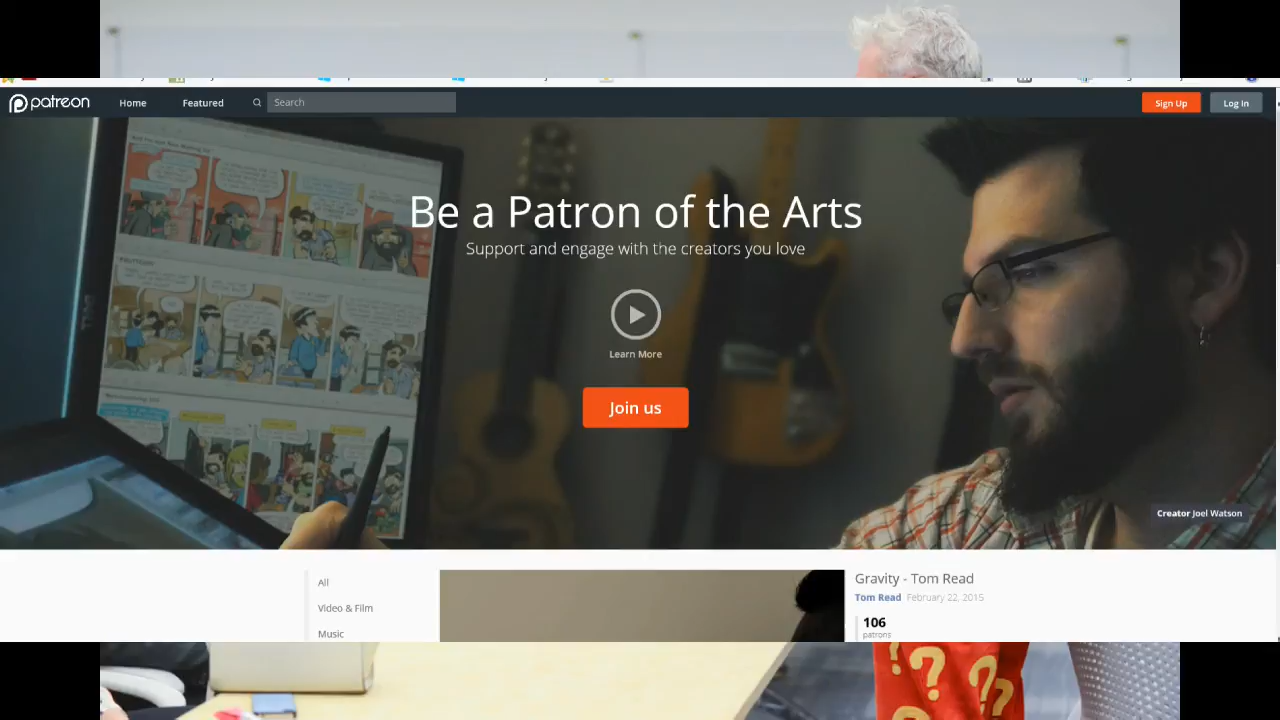 patreon Home Featured Search Sign Up Log In
Be a Patron of the Arts
Support and engage with the creators you love
Learn More
Join us
Creator Joel Watson
All
Video & Film
Music
Gravity - Tom Read
Tom Read February 22, 2015
106
patrons
? ?